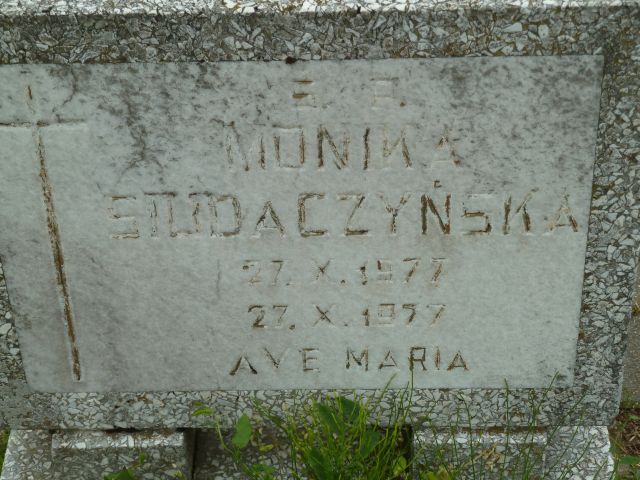 Ś. P.
MONIKA
STUDACZYŃSKA
27. X. 1977
27. X. 1977
AVE MARIA